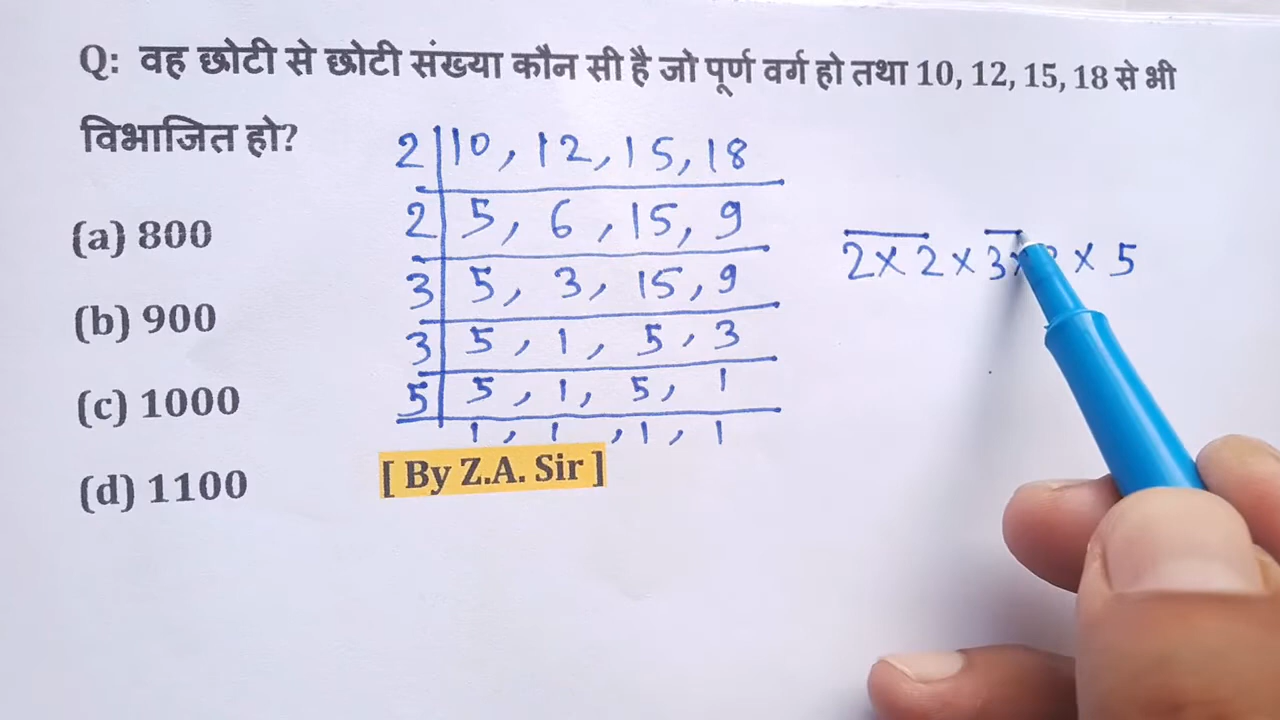 Q: वह छोटी से छोटी संख्या कौन सी है जो पूर्ण वर्ग हो तथा 10, 12, 15, 18 से भी
विभाजित हो?
(a) 800
(b) 900
(c) 1000
(d) 1100
2 | 10, 12, 15, 18
2 | 5, 6, 15, 9
3 | 5, 3, 15, 9
3 | 5, 1, 5, 3
5 | 5, 1, 5, 1
1, 1, 1, 1
[ By Z.A. Sir ]
2 × 2 × 3 × × 5